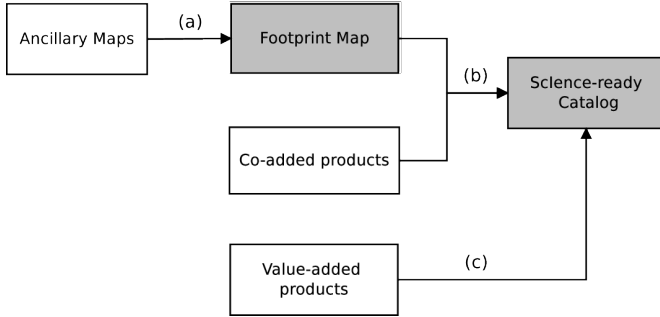 (a)
Ancillary Maps
Footprint Map
(b)
Science-ready
Catalog
Co-added products
(c)
Value-added
products